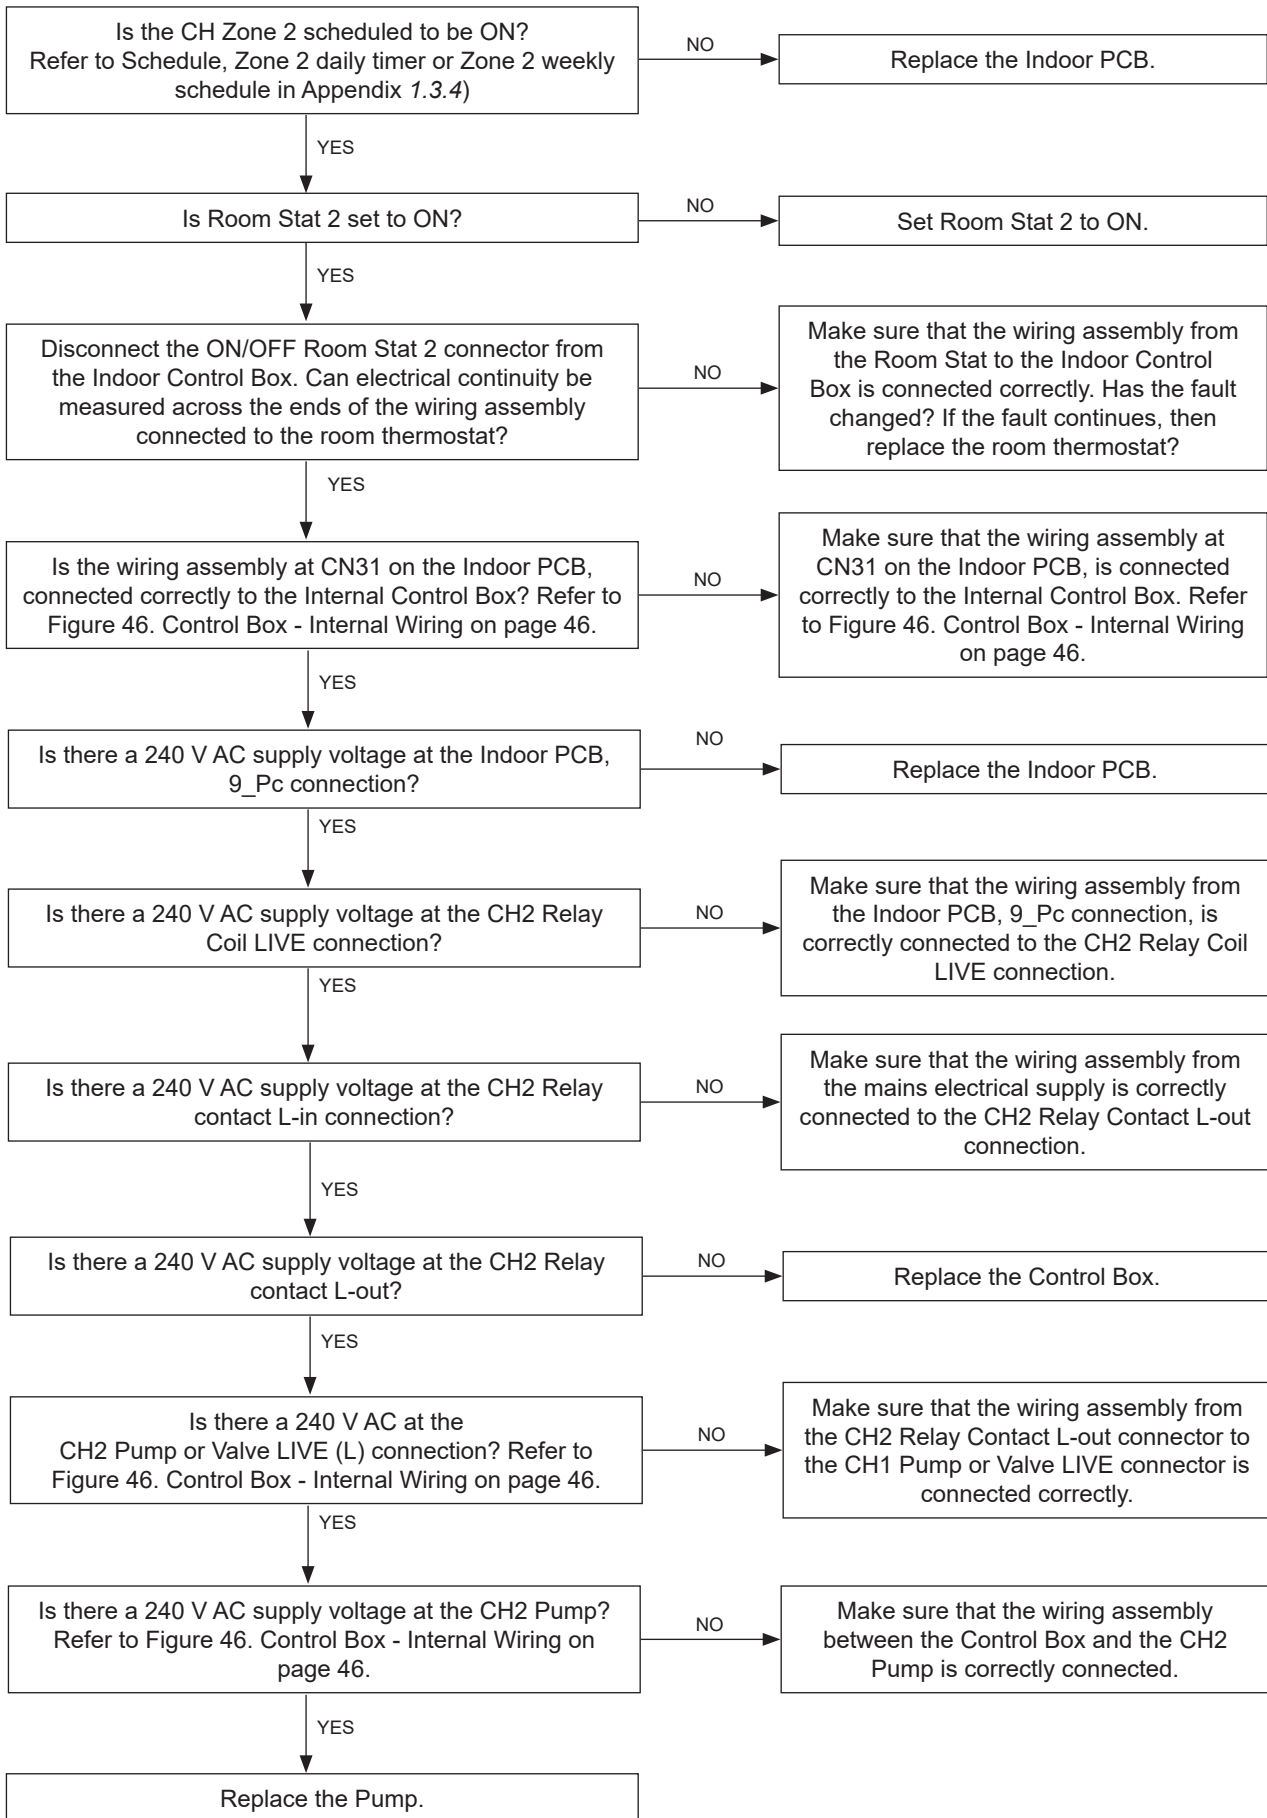 Is the CH Zone 2 scheduled to be ON?
Refer to Schedule, Zone 2 daily timer or Zone 2 weekly
schedule in Appendix 1.3.4)
NO
Replace the Indoor PCB.
YES
Is Room Stat 2 set to ON?
NO
Set Room Stat 2 to ON.
YES
Disconnect the ON/OFF Room Stat 2 connector from
the Indoor Control Box. Can electrical continuity be
measured across the ends of the wiring assembly
connected to the room thermostat?
NO
Make sure that the wiring assembly from
the Room Stat to the Indoor Control
Box is connected correctly. Has the fault
changed? If the fault continues, then
replace the room thermostat?
YES
Is the wiring assembly at CN31 on the Indoor PCB,
connected correctly to the Internal Control Box? Refer to
Figure 46. Control Box - Internal Wiring on page 46.
NO
Make sure that the wiring assembly at
CN31 on the Indoor PCB, is connected
correctly to the Internal Control Box. Refer
to Figure 46. Control Box - Internal Wiring
on page 46.
YES
Is there a 240 V AC supply voltage at the Indoor PCB,
9_Pc connection?
NO
Replace the Indoor PCB.
YES
Is there a 240 V AC supply voltage at the CH2 Relay
Coil LIVE connection?
NO
Make sure that the wiring assembly from
the Indoor PCB, 9_Pc connection, is
correctly connected to the CH2 Relay Coil
LIVE connection.
YES
Is there a 240 V AC supply voltage at the CH2 Relay
contact L-in connection?
NO
Make sure that the wiring assembly from
the mains electrical supply is correctly
connected to the CH2 Relay Contact L-out
connection.
YES
Is there a 240 V AC supply voltage at the CH2 Relay
contact L-out?
NO
Replace the Control Box.
YES
Is there a 240 V AC at the
CH2 Pump or Valve LIVE (L) connection? Refer to
Figure 46. Control Box - Internal Wiring on page 46.
NO
Make sure that the wiring assembly from
the CH2 Relay Contact L-out connector to
the CH1 Pump or Valve LIVE connector is
connected correctly.
YES
Is there a 240 V AC supply voltage at the CH2 Pump?
Refer to Figure 46. Control Box - Internal Wiring on
page 46.
NO
Make sure that the wiring assembly
between the Control Box and the CH2
Pump is correctly connected.
YES
Replace the Pump.